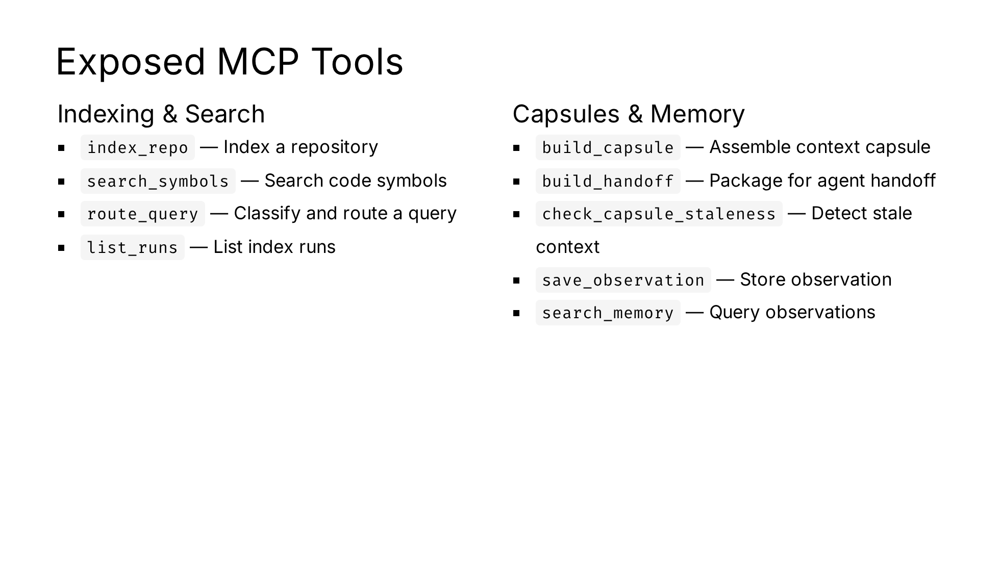 Exposed MCP Tools
Indexing & Search
▪ index_repo — Index a repository
▪ search_symbols — Search code symbols
▪ route_query — Classify and route a query
▪ list_runs — List index runs
Capsules & Memory
▪ build_capsule — Assemble context capsule
▪ build_handoff — Package for agent handoff
▪ check_capsule_staleness — Detect stale
context
▪ save_observation — Store observation
▪ search_memory — Query observations